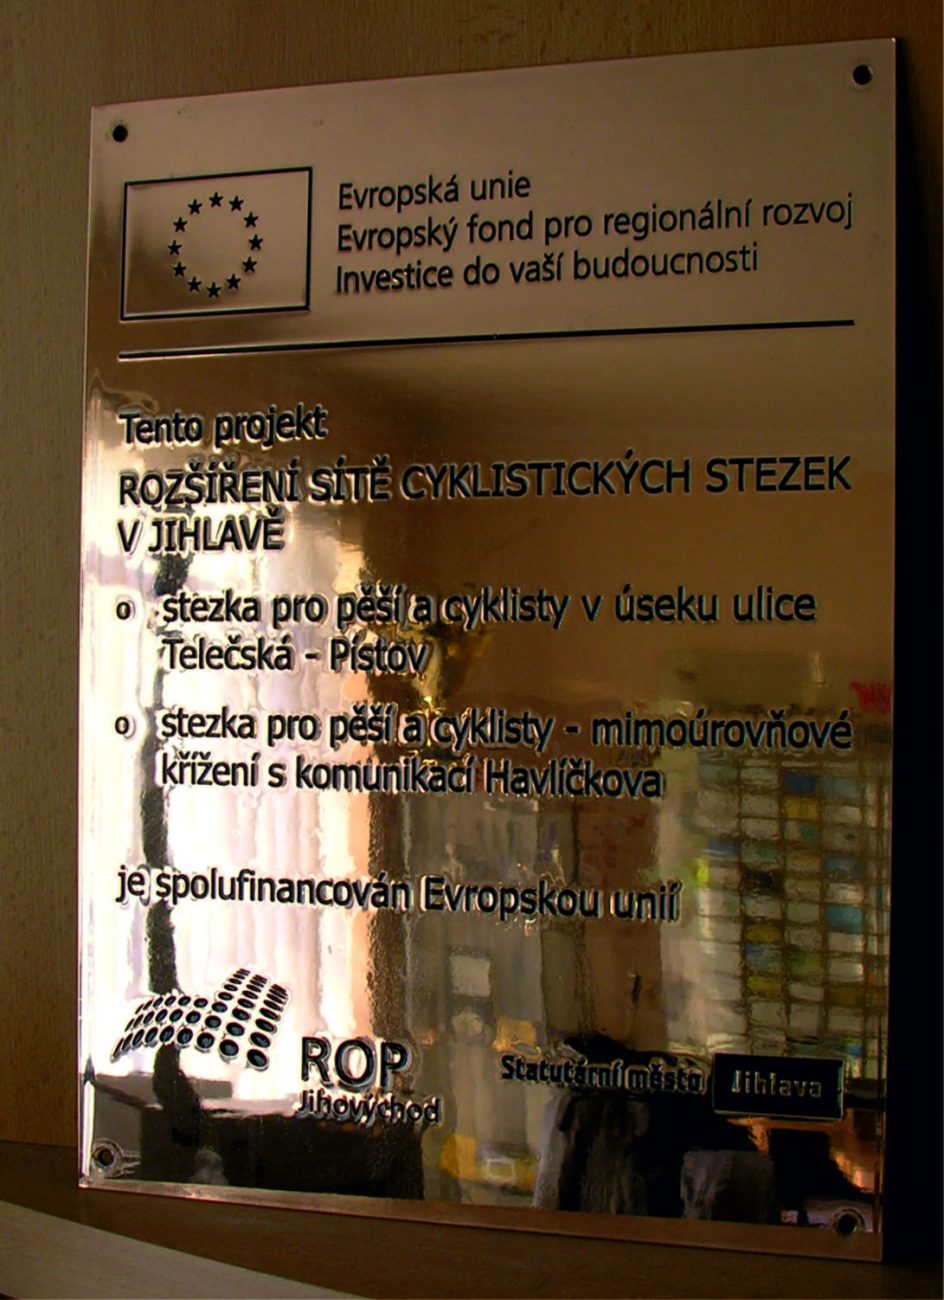 Evropská unie
Evropský fond pro regionální rozvoj
Investice do vaší budoucnosti
Tento projekt
ROZŠÍŘENÍ SÍTĚ CYKLISTICKÝCH STEZEK
V JIHLAVĚ
o stezka pro pěší a cyklisty v úseku ulice
Telečská - Pístov
o stezka pro pěší a cyklisty - mimoúrovňové
křížení s komunikací Havlíčkova
je spolufinancován Evropskou unií
ROP
Jihovýchod
Statutární město Jihlava